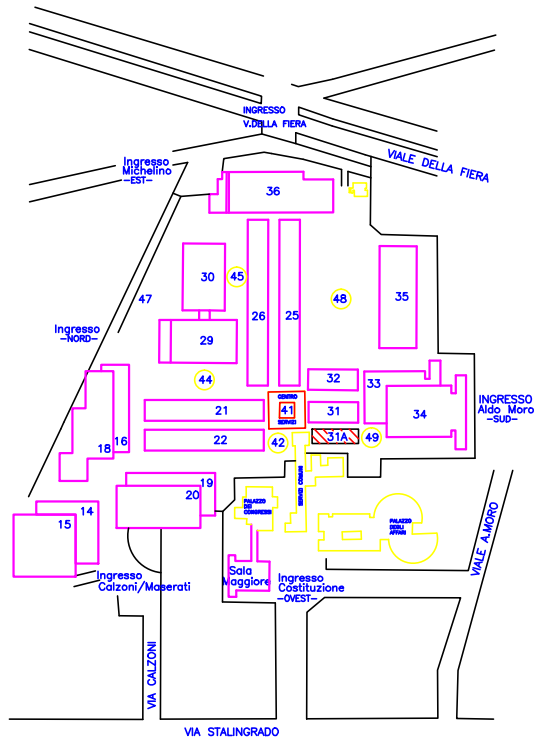 INGRESSO
V.DELLA FIERA
VIALE DELLA FIERA
Ingresso
Michelino
-EST-
36
30
45
47
26
25
48
35
Ingresso
-NORD-
29
44
32
33
CENTRO
41
SERVIZI
21
31
34
INGRESSO
Aldo Moro
-SUD-
16
18
22
42
31A
49
19
20
14
15
PALAZZO
DEI
CONGRESSI
SERVIZI COMUNI
PALAZZO
DEGLI
AFFARI
VIALE A.MORO
Sala
Maggiore
Ingresso
Costituzione
-OVEST-
Ingresso
Calzoni/Maserati
VIA CALZONI
VIA STALINGRADO